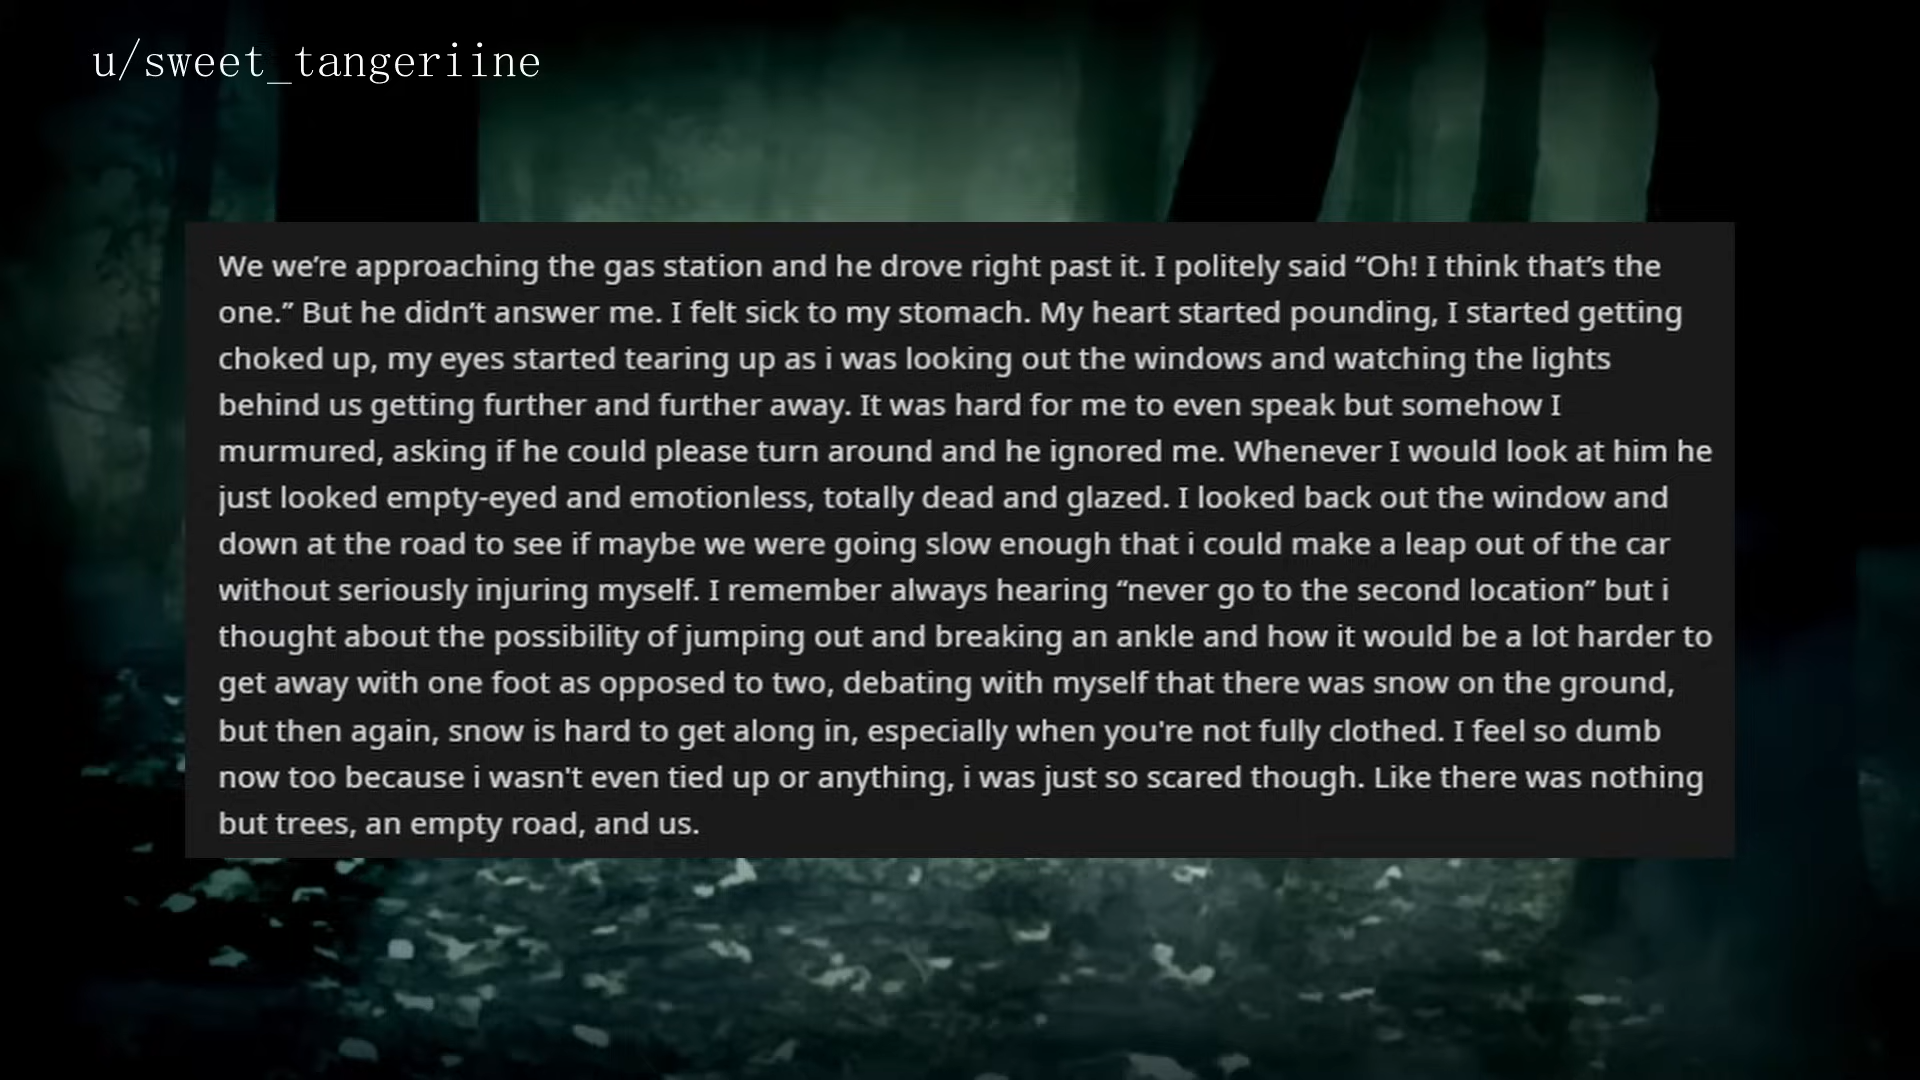 u/sweet_tangeriine
We we’re approaching the gas station and he drove right past it. I politely said “Oh! I think that’s the
one.” But he didn’t answer me. I felt sick to my stomach. My heart started pounding, I started getting
choked up, my eyes started tearing up as i was looking out the windows and watching the lights
behind us getting further and further away. It was hard for me to even speak but somehow I
murmured, asking if he could please turn around and he ignored me. Whenever I would look at him he
just looked empty-eyed and emotionless, totally dead and glazed. I looked back out the window and
down at the road to see if maybe we were going slow enough that i could make a leap out of the car
without seriously injuring myself. I remember always hearing “never go to the second location” but i
thought about the possibility of jumping out and breaking an ankle and how it would be a lot harder to
get away with one foot as opposed to two, debating with myself that there was snow on the ground,
but then again, snow is hard to get along in, especially when you're not fully clothed. I feel so dumb
now too because i wasn't even tied up or anything, i was just so scared though. Like there was nothing
but trees, an empty road, and us.